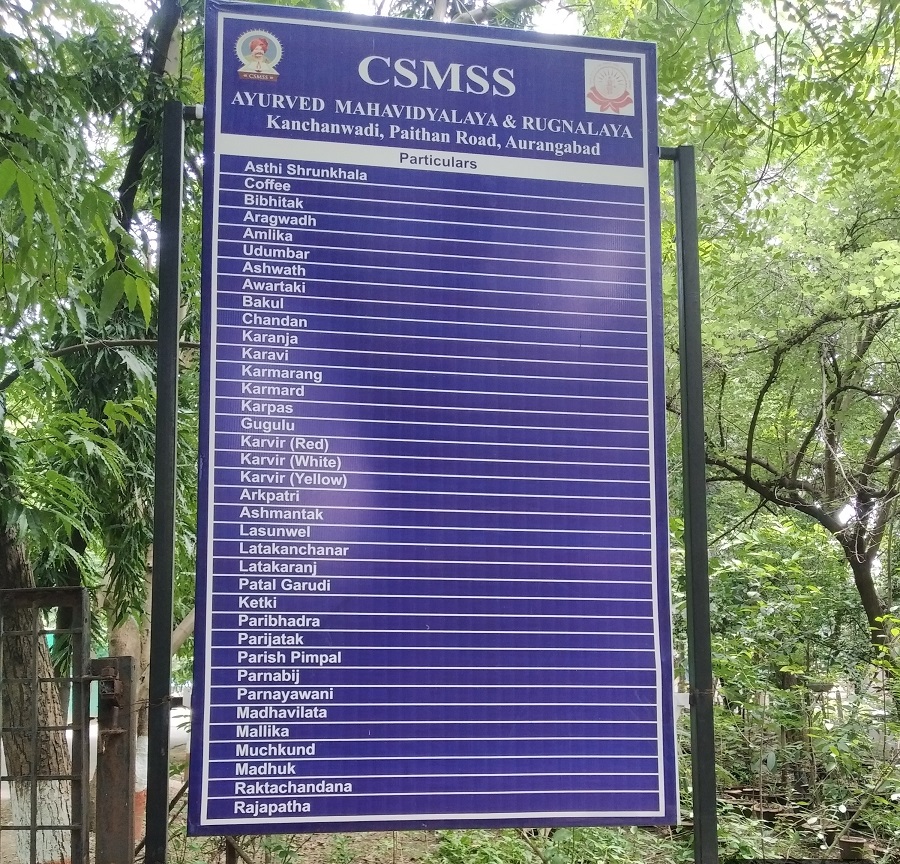 CSMSS
CSMSS
AYURVED MAHAVIDYALAYA & RUGNALAYA
Kanchanwadi, Paithan Road, Aurangabad
Particulars
Asthi Shrunkhala
Coffee
Bibhitak
Aragwadh
Amlika
Udumbar
Ashwath
Awartaki
Bakul
Chandan
Karanja
Karavi
Karmarang
Karmard
Karpas
Gugulu
Karvir (Red)
Karvir (White)
Karvir (Yellow)
Arkpatri
Ashmantak
Lasunwel
Latakanchanar
Latakaranj
Patal Garudi
Ketki
Paribhadra
Parijatak
Parish Pimpal
Parnabij
Parnayawani
Madhavilata
Mallika
Muchkund
Madhuk
Raktachandana
Rajapatha